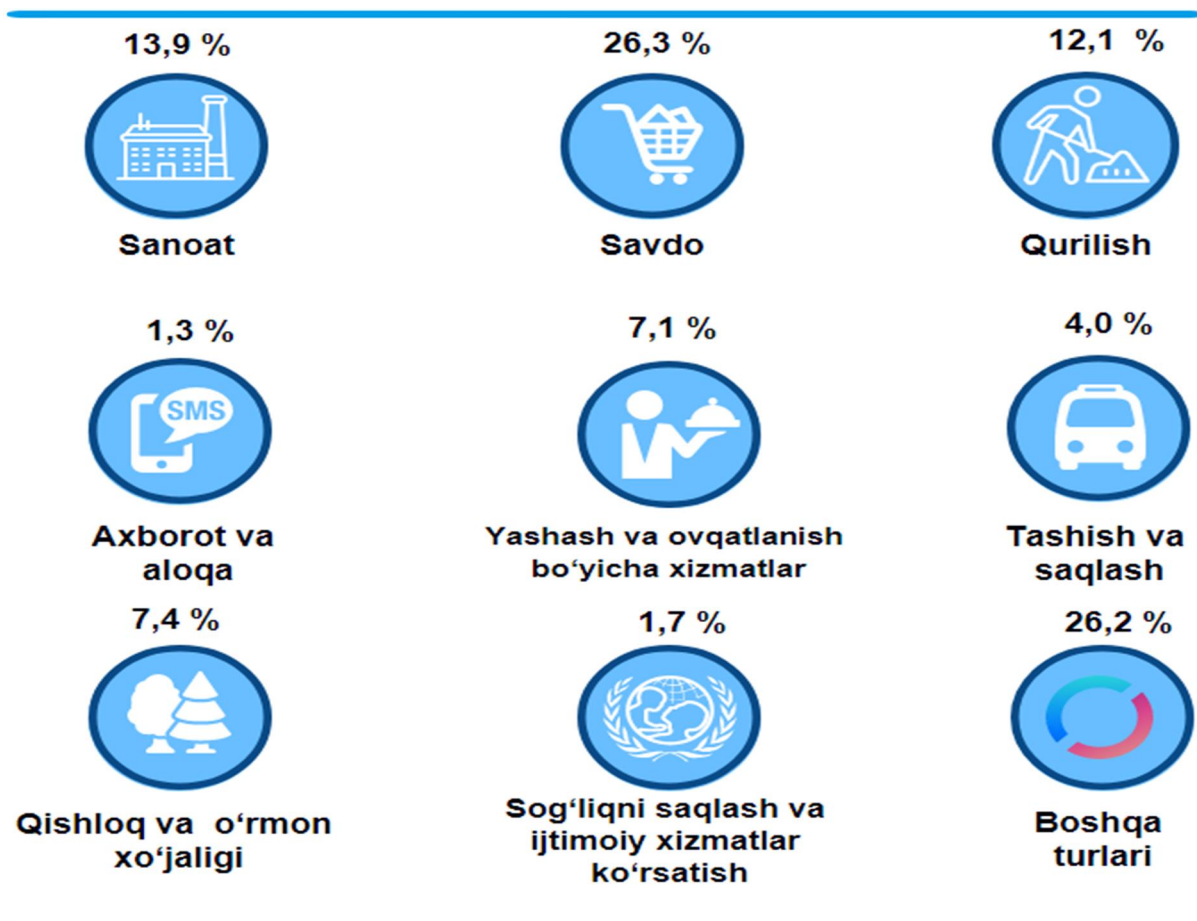 13,9 %
Sanoat
26,3 %
Savdo
12,1 %
Qurilish
1,3 %
SMS
Axborot va
aloqa
7,1 %
Yashash va ovqatlanish
bo‘yicha xizmatlar
4,0 %
Tashish va
saqlash
7,4 %
Qishloq va o‘rmon
xo‘jaligi
1,7 %
Sog‘liqni saqlash va
ijtimoiy xizmatlar
ko‘rsatish
26,2 %
Boshqa
turlari